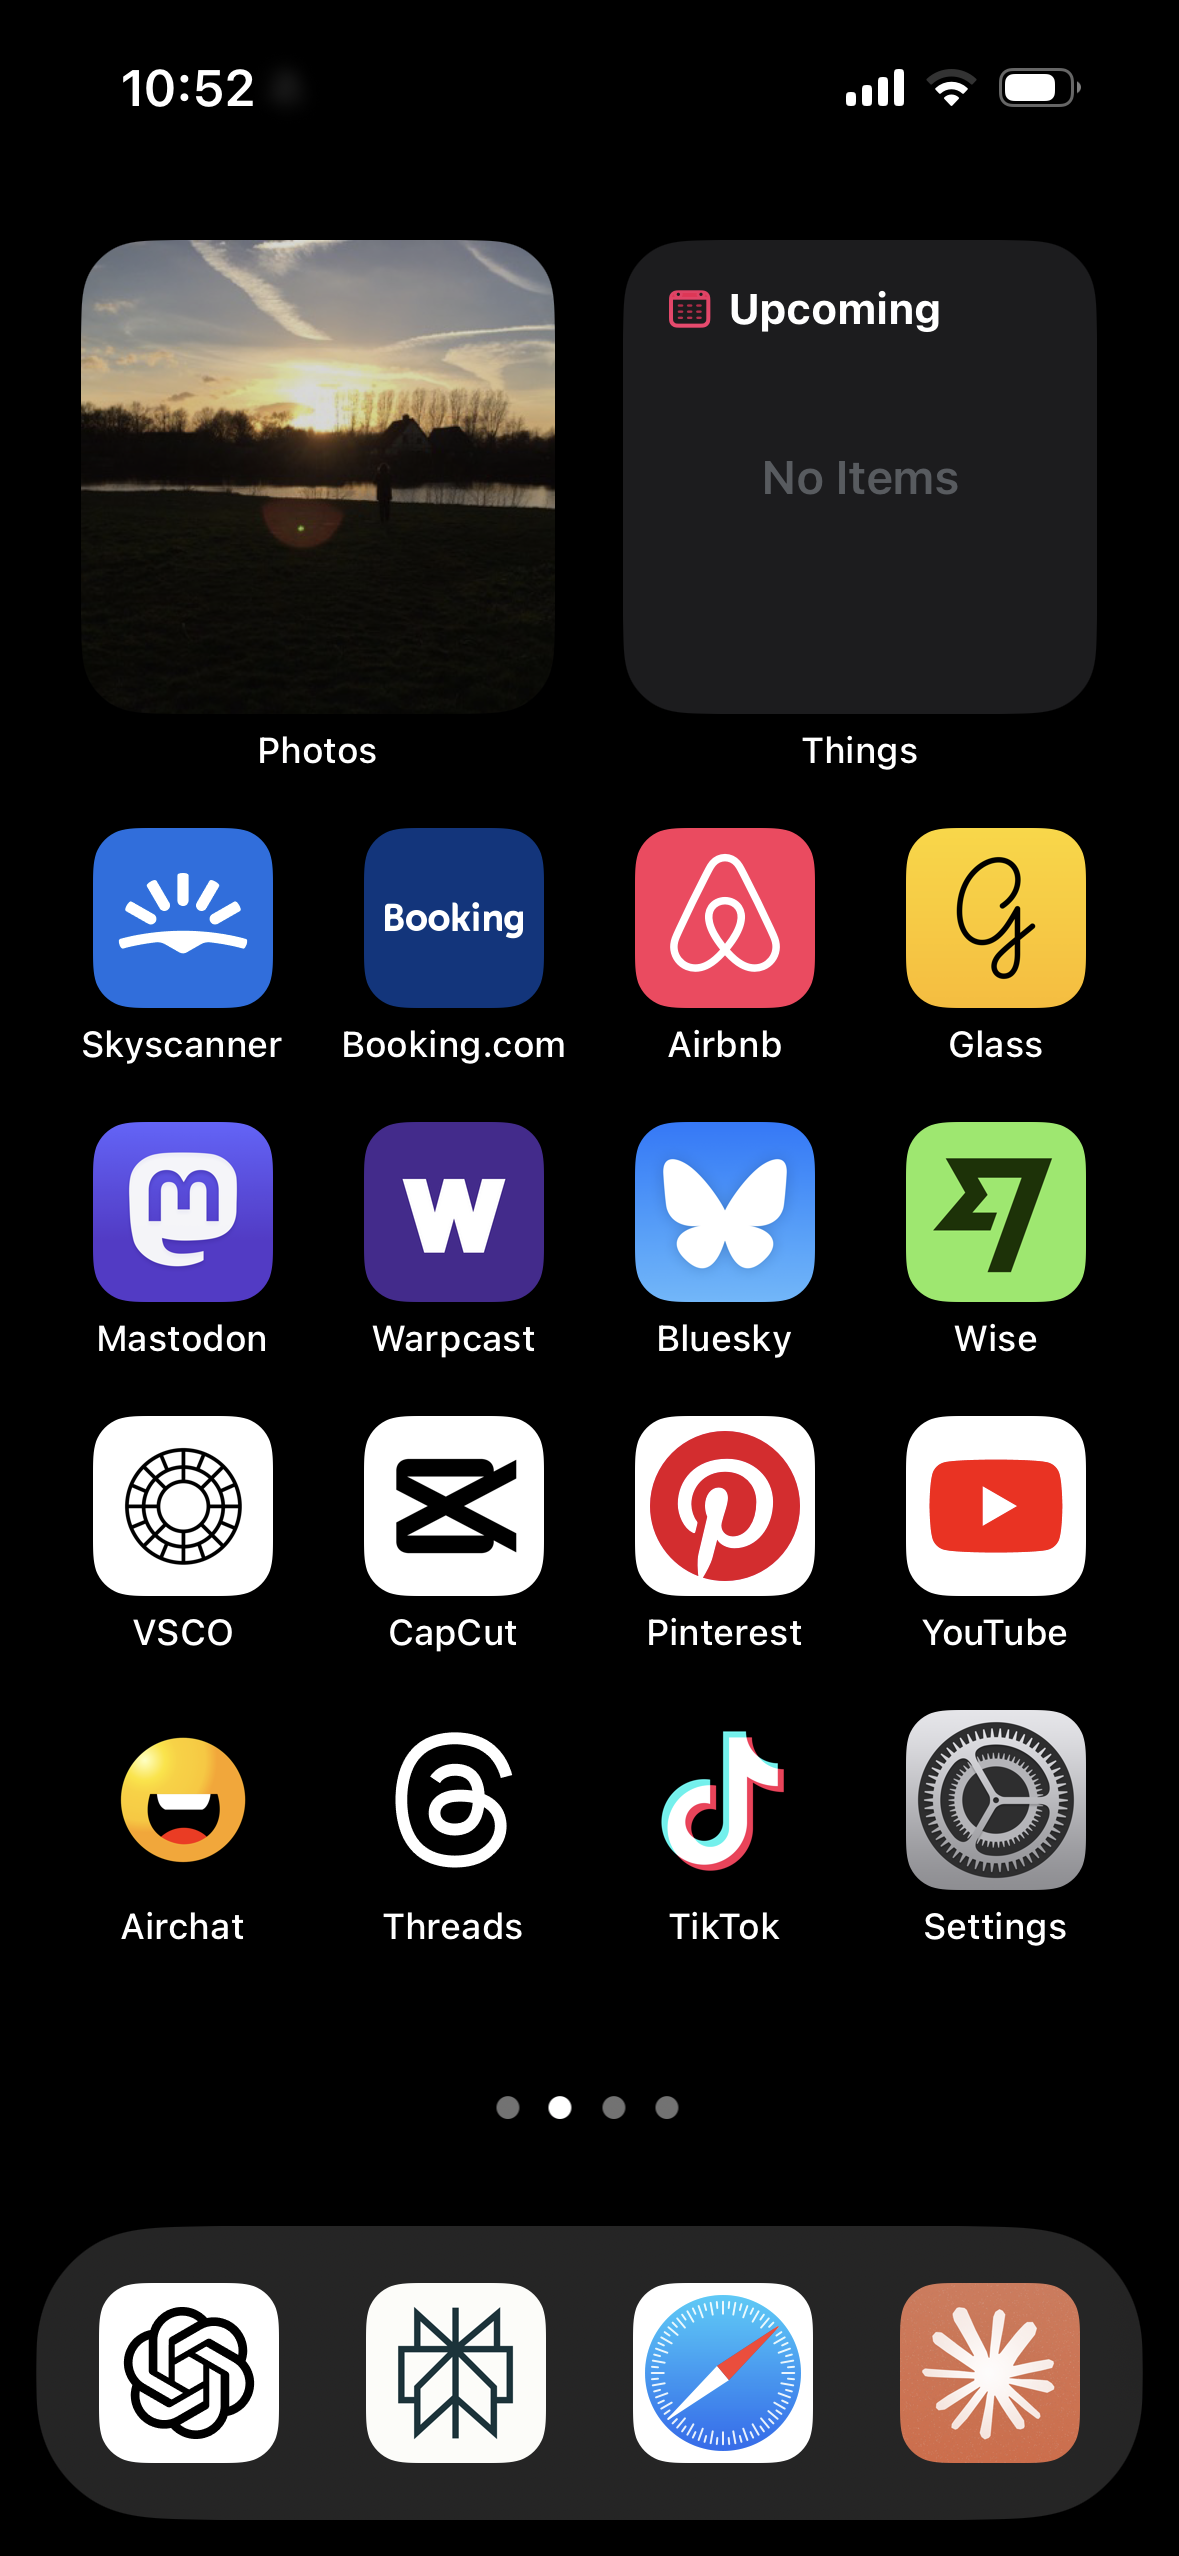 10:52
Upcoming
No Items
Photos
Things
Booking
Skyscanner
Booking.com
Airbnb
Glass
Mastodon
Warpcast
Bluesky
Wise
VSCO
CapCut
Pinterest
YouTube
Airchat
Threads
TikTok
Settings